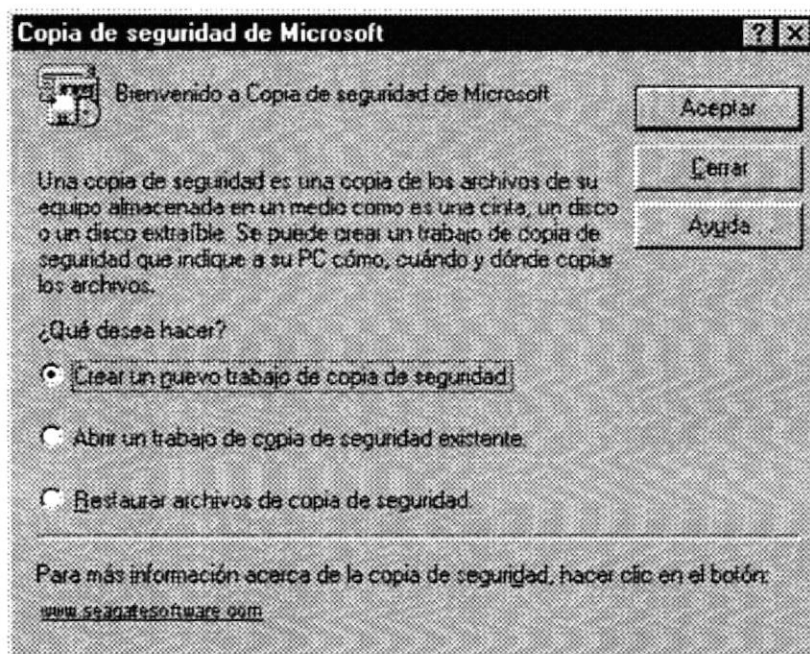 Copia de seguridad de Microsoft
Bienvenido a Copia de seguridad de Microsoft
Aceptar
Cerrar
Ayuda...
Una copia de seguridad es una copia de los archivos de su
equipo almacenada en un medio como es una cinta, un disco
o un disco extraíble. Se puede crear un trabajo de copia de
seguridad que indique a su PC cómo, cuándo y dónde copiar
los archivos.
¿Qué desea hacer?
Crear un nuevo trabajo de copia de seguridad.
Abrir un trabajo de copia de seguridad existente.
Restaurar archivos de copia de seguridad.
Para más información acerca de la copia de seguridad, hacer clic en el botón:
www.seagatesoftware.com